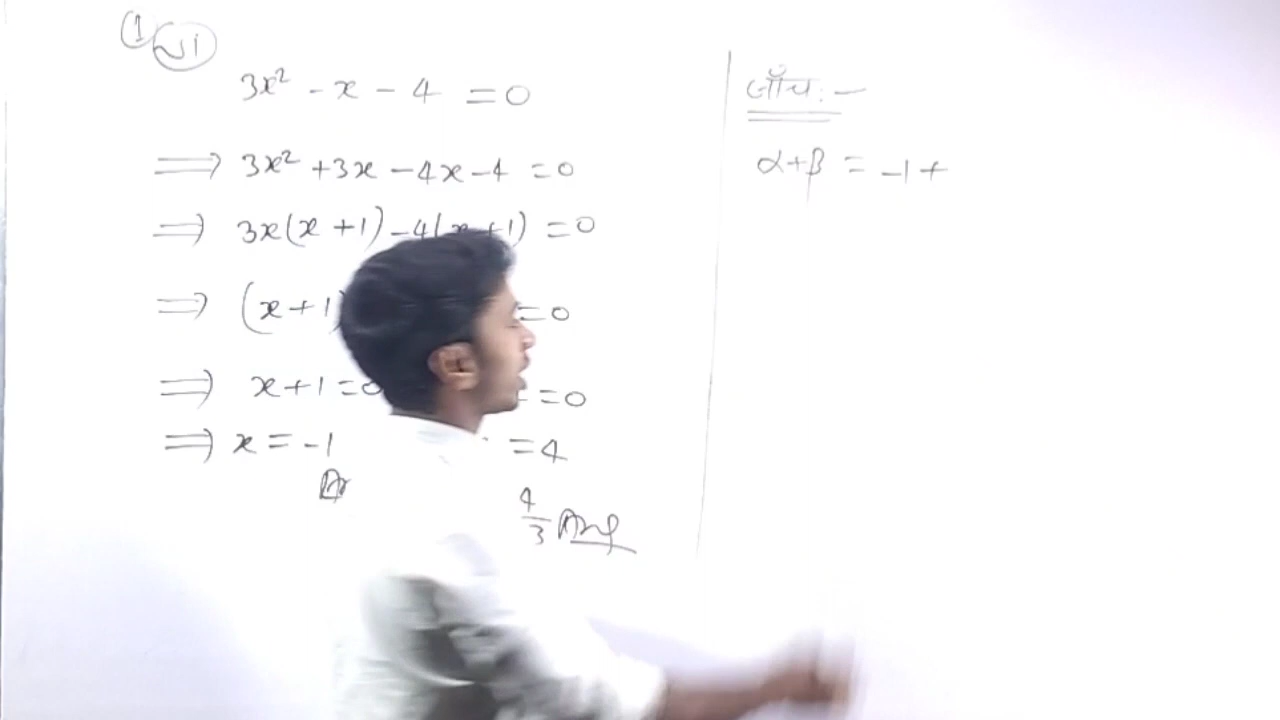 ① vi
3x² - x - 4 = 0
⟹ 3x² + 3x - 4x - 4 = 0
⟹ 3x(x + 1) - 4(x + 1) = 0
⟹ (x + 1) = 0
⟹ x + 1 = 0 = 0
⟹ x = -1 = 4
4/3 Ans
जाँच :-
α + β = -1 +